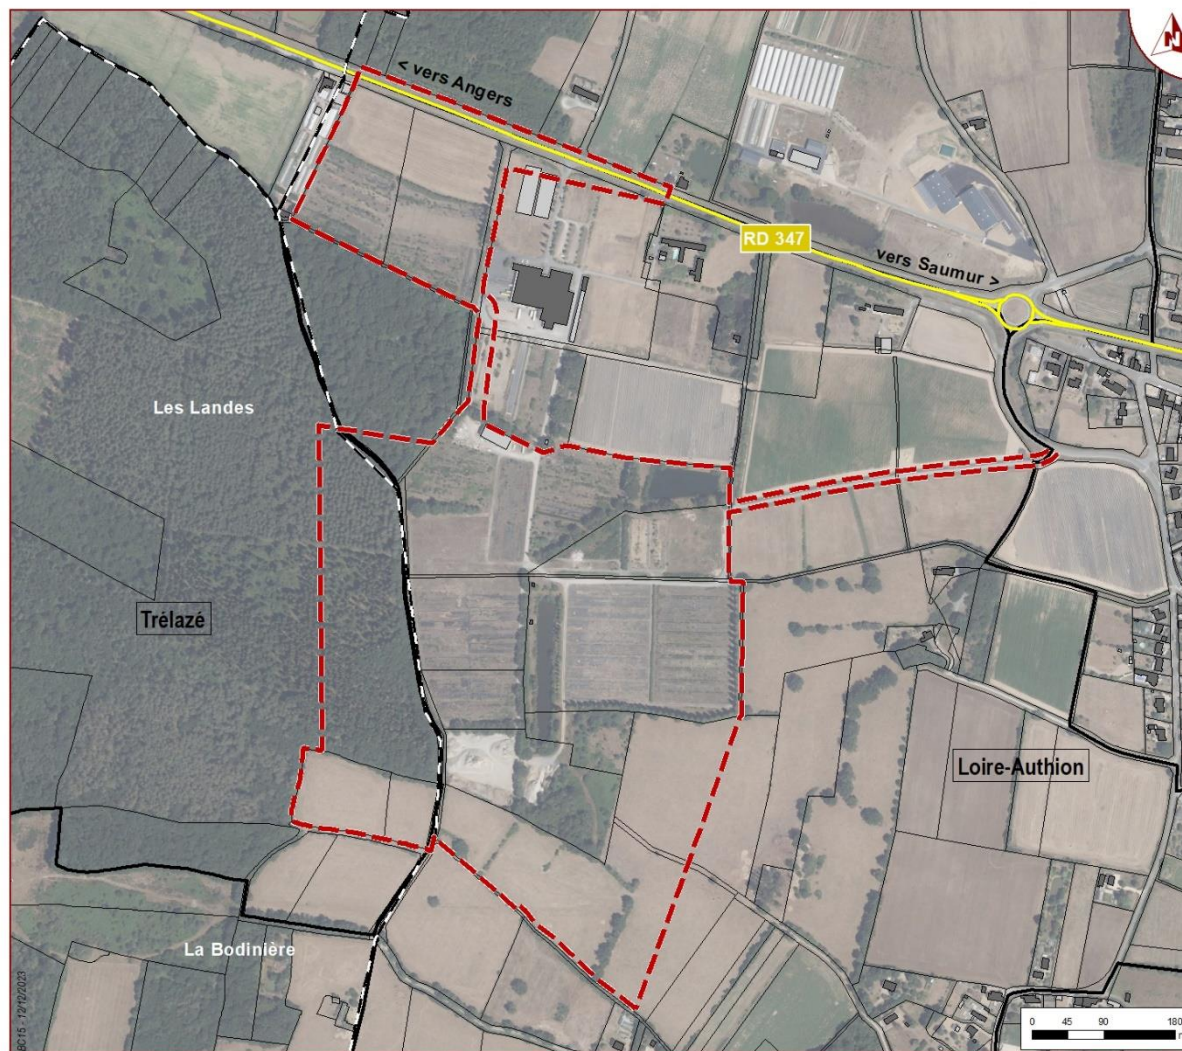 N
< vers Angers
RD 347
vers Saumur >
Les Landes
Trélazé
Loire-Authion
La Bodinière
BC15 - 12/12/2023
0 45 90 180
m